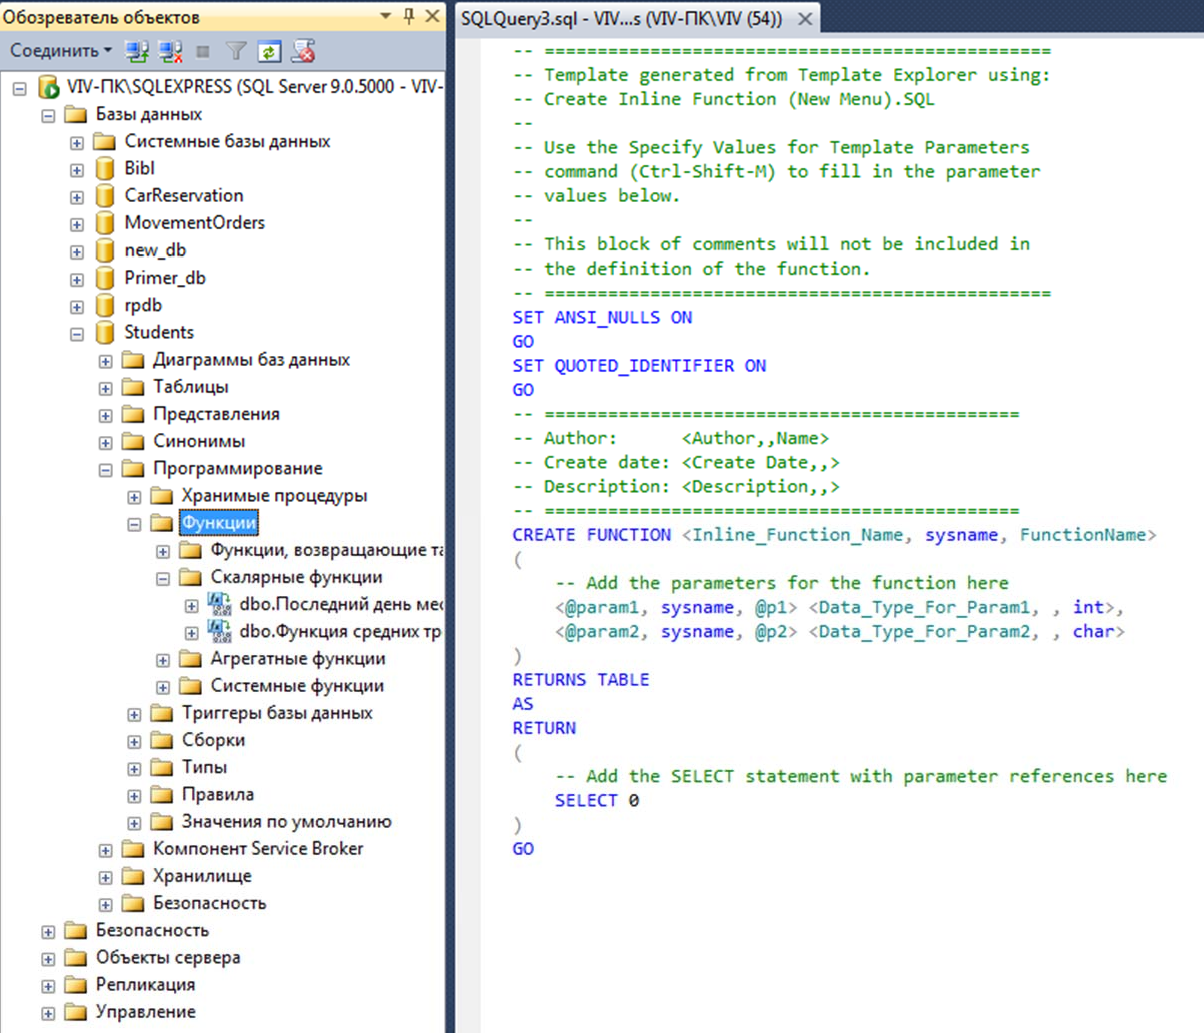 Обозреватель объектов
Соединить
VIV-ПК\SQLEXPRESS (SQL Server 9.0.5000 - VIV-
Базы данных
Системные базы данных
Bibl
CarReservation
MovementOrders
new_db
Primer_db
rpdb
Students
Диаграммы баз данных
Таблицы
Представления
Синонимы
Программирование
Хранимые процедуры
Функции
Функции, возвращающие та
Скалярные функции
dbo.Последний день мес
dbo.Функция средних тр
Агрегатные функции
Системные функции
Триггеры базы данных
Сборки
Типы
Правила
Значения по умолчанию
Компонент Service Broker
Хранилище
Безопасность
Безопасность
Объекты сервера
Репликация
Управление
SQLQuery3.sql - VIV...s (VIV-ПК\VIV (54))
-- ================================================
-- Template generated from Template Explorer using:
-- Create Inline Function (New Menu).SQL
--
-- Use the Specify Values for Template Parameters
-- command (Ctrl-Shift-M) to fill in the parameter
-- values below.
--
-- This block of comments will not be included in
-- the definition of the function.
-- ================================================
SET ANSI_NULLS ON
GO
SET QUOTED_IDENTIFIER ON
GO
-- =============================================
-- Author:      <Author,,Name>
-- Create date: <Create Date,,>
-- Description: <Description,,>
-- =============================================
CREATE FUNCTION <Inline_Function_Name, sysname, FunctionName>
(
    -- Add the parameters for the function here
    <@param1, sysname, @p1> <Data_Type_For_Param1, , int>,
    <@param2, sysname, @p2> <Data_Type_For_Param2, , char>
)
RETURNS TABLE
AS
RETURN
(
    -- Add the SELECT statement with parameter references here
    SELECT 0
)
GO